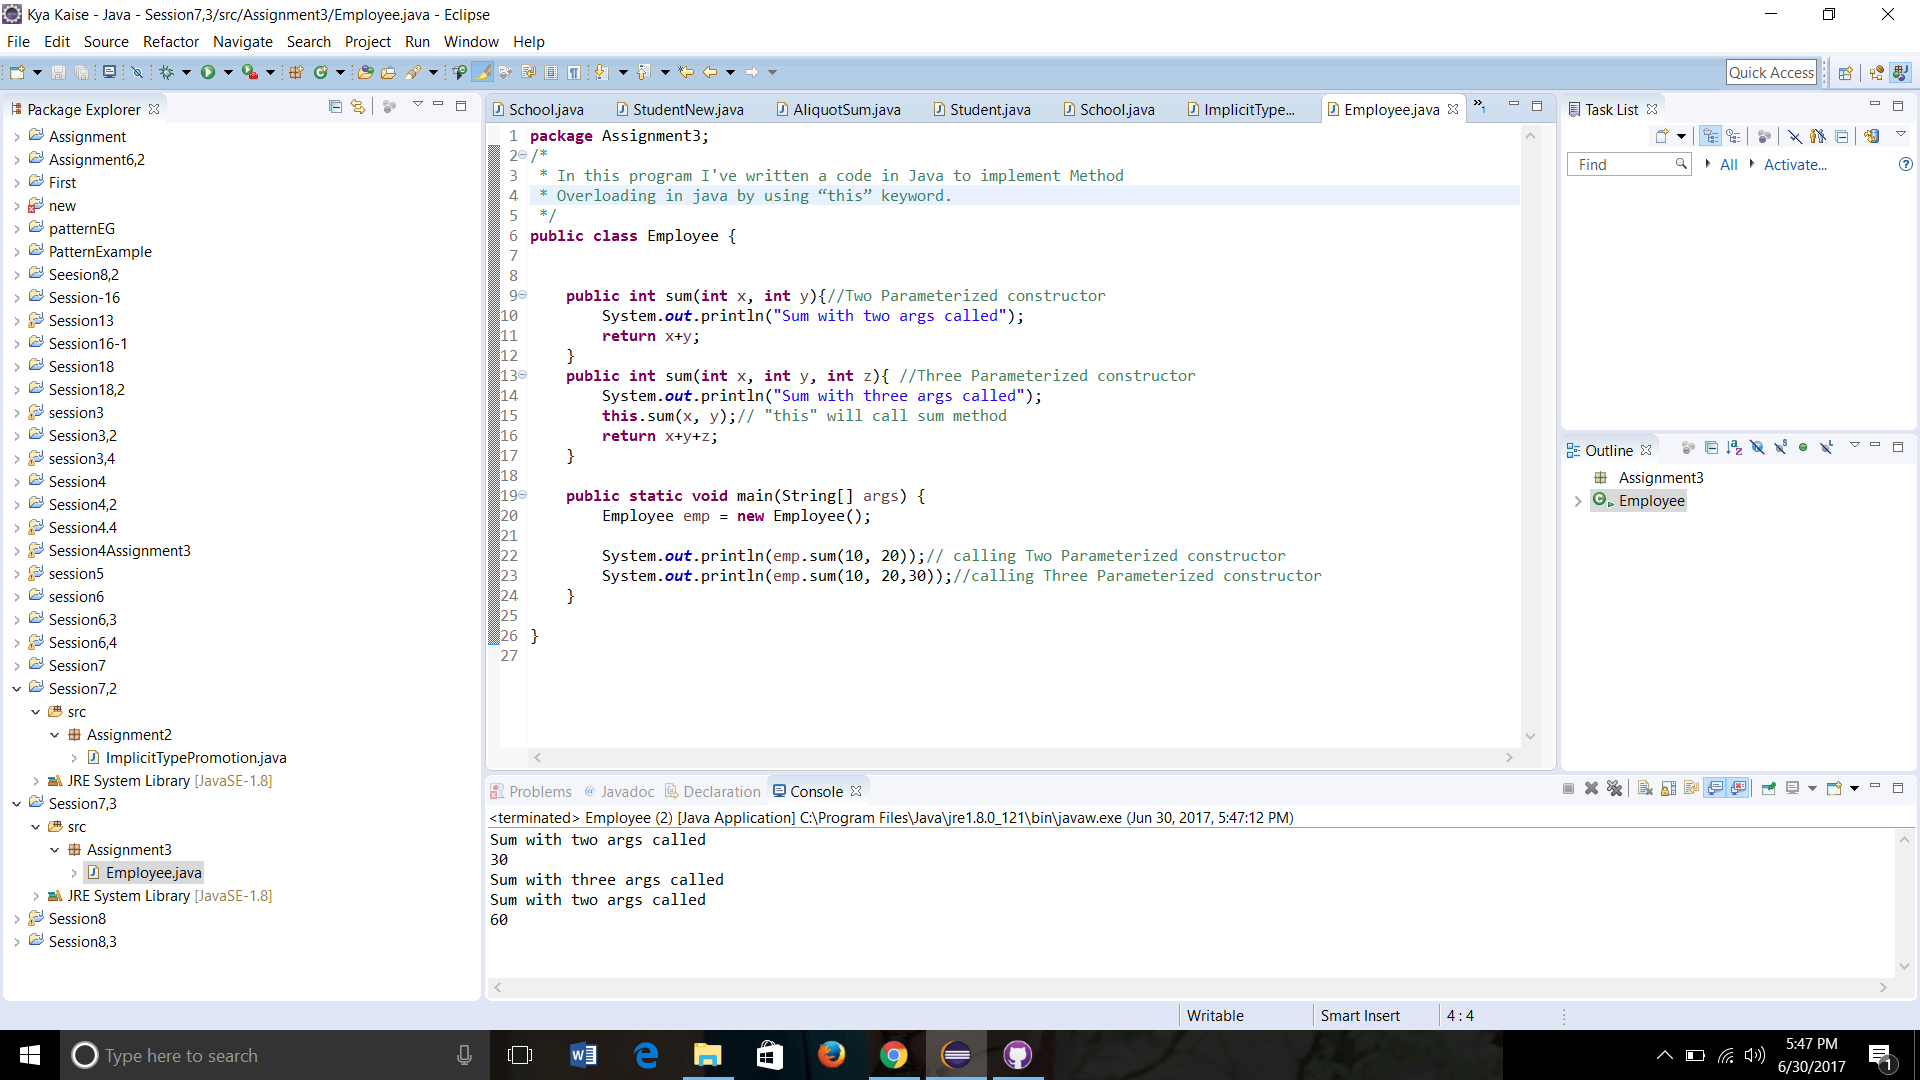 Kya Kaise - Java - Session7,3/src/Assignment3/Employee.java - Eclipse
File Edit Source Refactor Navigate Search Project Run Window Help
Quick Access
Package Explorer
Assignment
Assignment6,2
First
new
patternEG
PatternExample
Seesion8,2
Session-16
Session13
Session16-1
Session18
Session18,2
session3
Session3,2
session3,4
Session4
Session4,2
Session4.4
Session4Assignment3
session5
session6
Session6,3
Session6,4
Session7
Session7,2
src
Assignment2
ImplicitTypePromotion.java
JRE System Library [JavaSE-1.8]
Session7,3
src
Assignment3
Employee.java
JRE System Library [JavaSE-1.8]
Session8
Session8,3
School.java StudentNew.java AliquotSum.java Student.java School.java ImplicitType... Employee.java »1
1 package Assignment3;
2 /*
3 * In this program I've written a code in Java to implement Method
4 * Overloading in java by using “this” keyword.
5 */
6 public class Employee {
7
8
9 public int sum(int x, int y){//Two Parameterized constructor
10 System.out.println("Sum with two args called");
11 return x+y;
12 }
13 public int sum(int x, int y, int z){ //Three Parameterized constructor
14 System.out.println("Sum with three args called");
15 this.sum(x, y);// "this" will call sum method
16 return x+y+z;
17 }
18
19 public static void main(String[] args) {
20 Employee emp = new Employee();
21
22 System.out.println(emp.sum(10, 20));// calling Two Parameterized constructor
23 System.out.println(emp.sum(10, 20,30));//calling Three Parameterized constructor
24 }
25
26 }
27
Task List
Find All Activate...
Outline
Assignment3
Employee
Problems @ Javadoc Declaration Console
<terminated> Employee (2) [Java Application] C:\Program Files\Java\jre1.8.0_121\bin\javaw.exe (Jun 30, 2017, 5:47:12 PM)
Sum with two args called
30
Sum with three args called
Sum with two args called
60
Writable Smart Insert 4 : 4
Type here to search
5:47 PM
6/30/2017
1